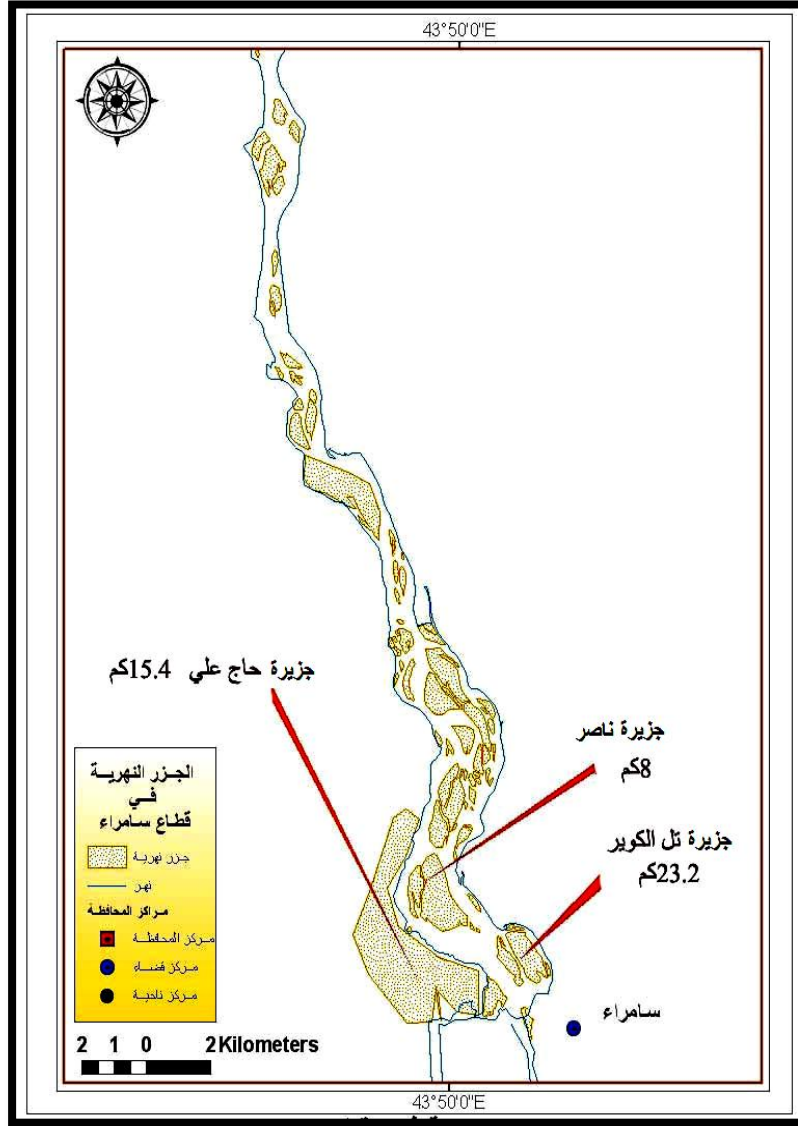 43°50'0"E
جزيرة حاج علي 15.4كم
جزيرة ناصر
8كم
جزيرة تل الكوير
23.2كم
سامراء
الجزر النهرية
في
قطاع سامراء
جزر نهرية
نهر
مراكز المحافظة
مركز المحافظة
مركز قضاء
مركز ناحية
2 1 0 2 Kilometers
43°50'0"E